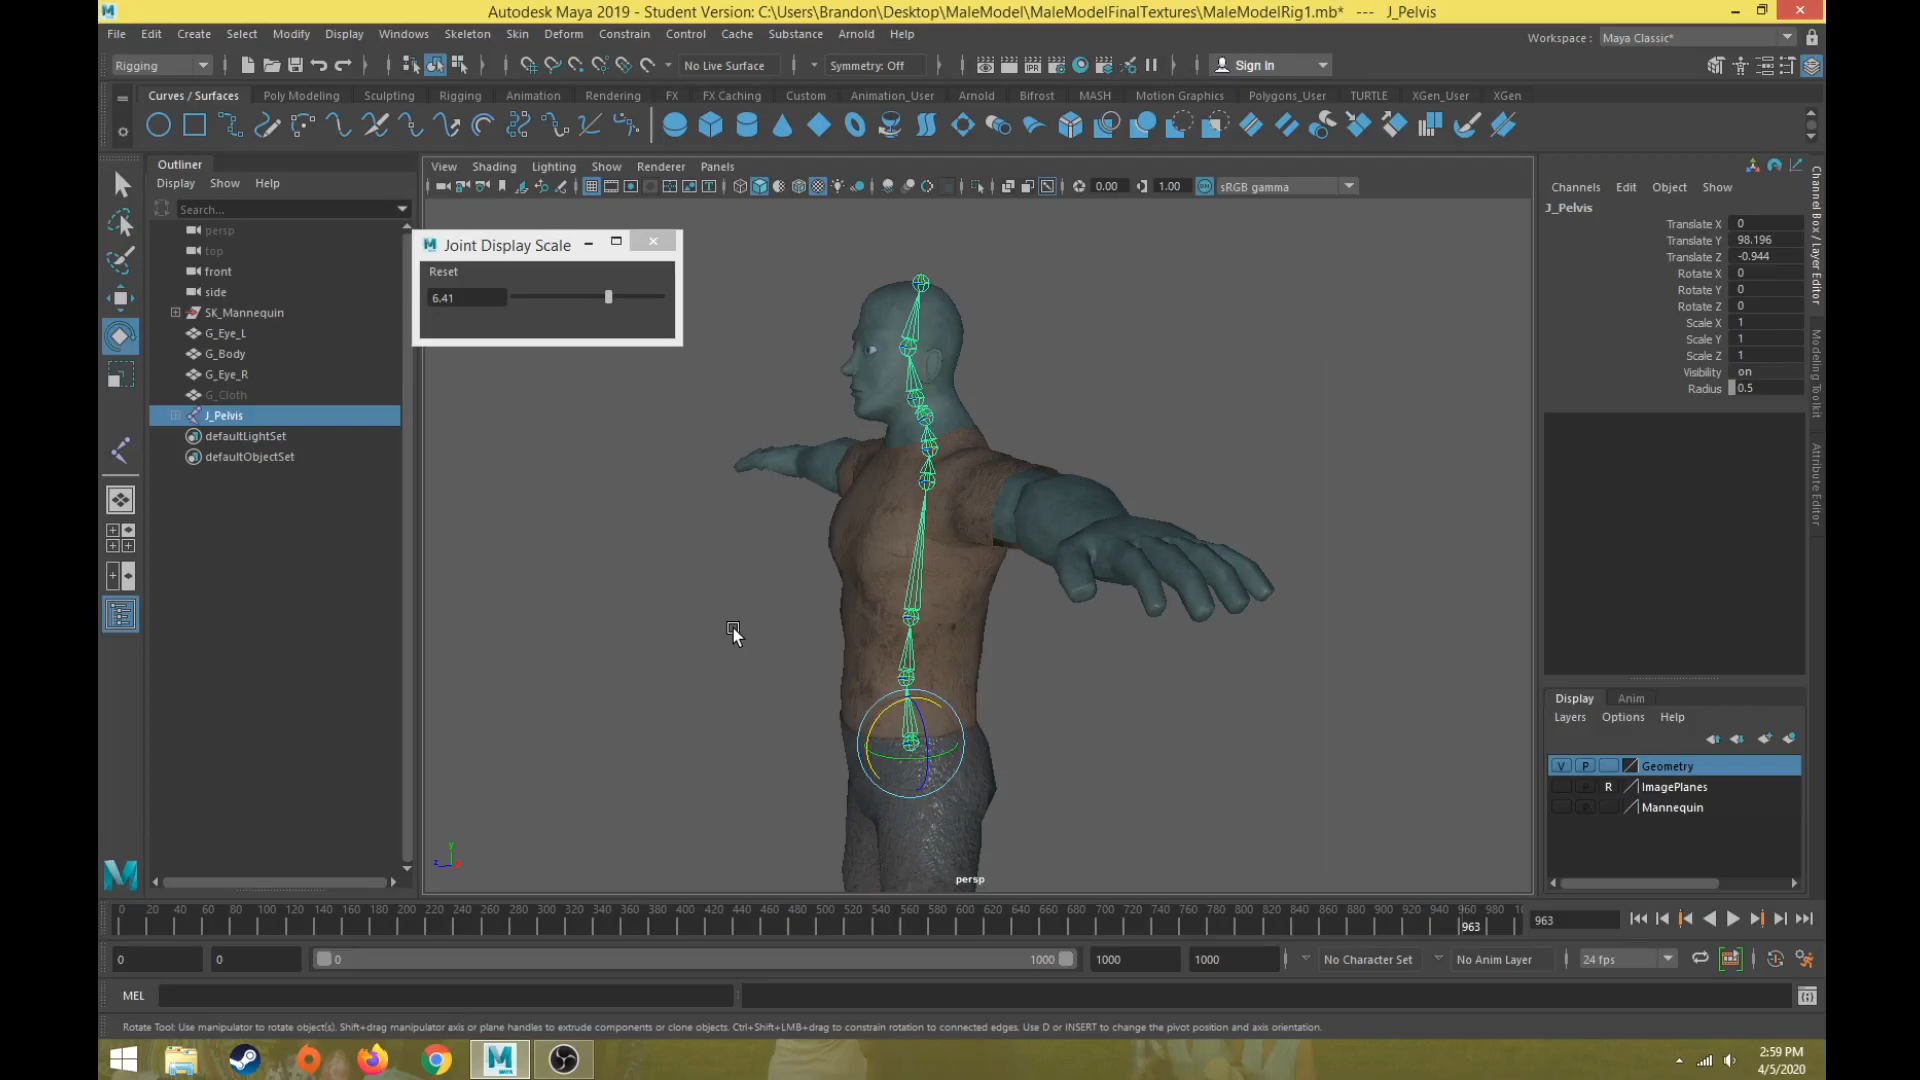 Autodesk Maya 2019 - Student Version: C:\Users\Brandon\Desktop\MaleModel\MaleModelFinalTextures\MaleModelRig1.mb* --- J_Pelvis
File Edit Create Select Modify Display Windows Skeleton Skin Deform Constrain Control Cache Substance Arnold Help
Workspace : Maya Classic*
Rigging No Live Surface Symmetry: Off Sign In
Curves / Surfaces Poly Modeling Sculpting Rigging Animation Rendering FX FX Caching Custom Animation_User Arnold Bifrost MASH Motion Graphics Polygons_User TURTLE XGen_User XGen
Outliner
Display Show Help
Search...
persp
top
front
side
SK_Mannequin
G_Eye_L
G_Body
G_Eye_R
G_Cloth
J_Pelvis
defaultLightSet
defaultObjectSet
View Shading Lighting Show Renderer Panels
0.00 1.00 sRGB gamma
Joint Display Scale
Reset
6.41
y
z
persp
Channels Edit Object Show
J_Pelvis
Translate X 0
Translate Y 98.196
Translate Z -0.944
Rotate X 0
Rotate Y 0
Rotate Z 0
Scale X 1
Scale Y 1
Scale Z 1
Visibility on
Radius 0.5
Channel Box / Layer Editor
Modeling Toolkit
Attribute Editor
Display Anim
Layers Options Help
V P Geometry
P R ImagePlanes
P Mannequin
0 20 40 60 80 100 120 140 160 180 200 220 240 260 280 300 320 340 360 380 400 420 440 460 480 500 520 540 560 580 600 620 640 660 680 700 720 740 760 780 800 820 840 860 880 900 920 940 960 980
963
963
0 0 0 1000 1000 1000 No Character Set No Anim Layer 24 fps
MEL
Rotate Tool: Use manipulator to rotate object(s). Shift+drag manipulator axis or plane handles to extrude components or clone objects. Ctrl+Shift+LMB+drag to constrain rotation to connected edges. Use D or INSERT to change the pivot position and axis orientation.
2:59 PM
4/5/2020